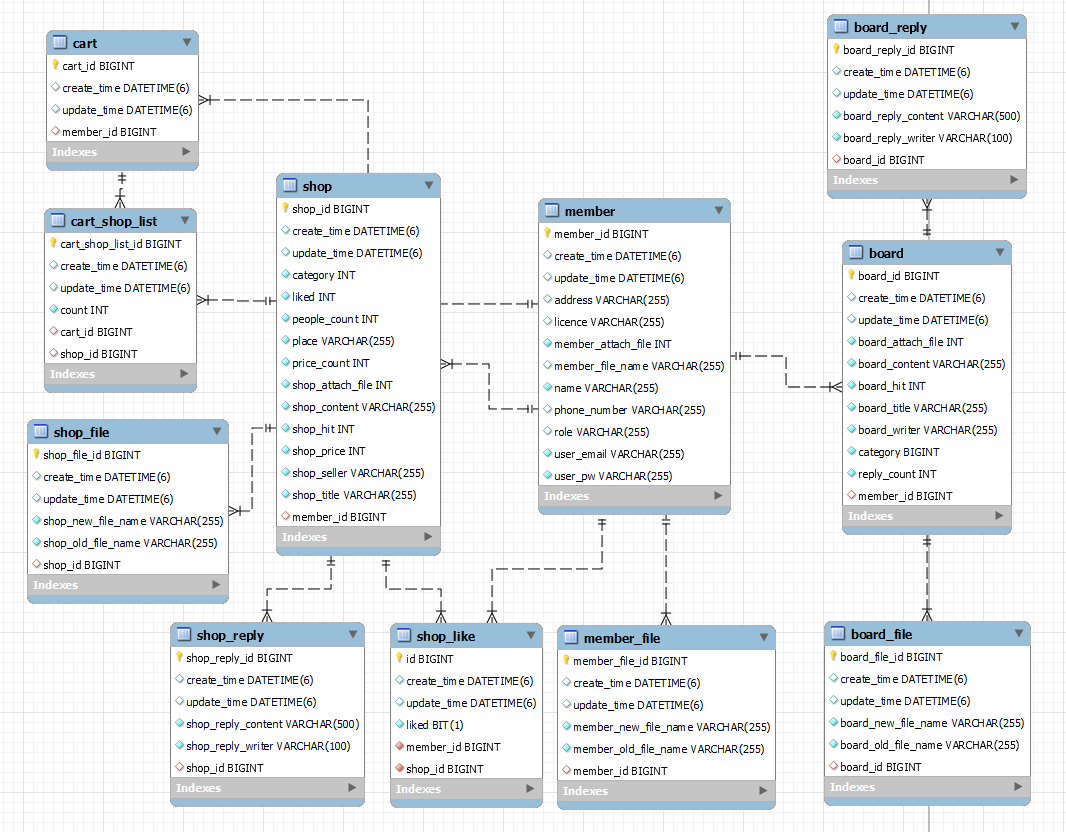 cart
cart_id BIGINT
create_time DATETIME(6)
update_time DATETIME(6)
member_id BIGINT
Indexes
cart_shop_list
cart_shop_list_id BIGINT
create_time DATETIME(6)
update_time DATETIME(6)
count INT
cart_id BIGINT
shop_id BIGINT
Indexes
shop_file
shop_file_id BIGINT
create_time DATETIME(6)
update_time DATETIME(6)
shop_new_file_name VARCHAR(255)
shop_old_file_name VARCHAR(255)
shop_id BIGINT
Indexes
shop
shop_id BIGINT
create_time DATETIME(6)
update_time DATETIME(6)
category INT
liked INT
people_count INT
place VARCHAR(255)
price_count INT
shop_attach_file INT
shop_content VARCHAR(255)
shop_hit INT
shop_price INT
shop_seller VARCHAR(255)
shop_title VARCHAR(255)
member_id BIGINT
Indexes
member
member_id BIGINT
create_time DATETIME(6)
update_time DATETIME(6)
address VARCHAR(255)
licence VARCHAR(255)
member_attach_file INT
member_file_name VARCHAR(255)
name VARCHAR(255)
phone_number VARCHAR(255)
role VARCHAR(255)
user_email VARCHAR(255)
user_pw VARCHAR(255)
Indexes
board_reply
board_reply_id BIGINT
create_time DATETIME(6)
update_time DATETIME(6)
board_reply_content VARCHAR(500)
board_reply_writer VARCHAR(100)
board_id BIGINT
Indexes
board
board_id BIGINT
create_time DATETIME(6)
update_time DATETIME(6)
board_attach_file INT
board_content VARCHAR(255)
board_hit INT
board_title VARCHAR(255)
board_writer VARCHAR(255)
category BIGINT
reply_count INT
member_id BIGINT
Indexes
shop_reply
shop_reply_id BIGINT
create_time DATETIME(6)
update_time DATETIME(6)
shop_reply_content VARCHAR(500)
shop_reply_writer VARCHAR(100)
shop_id BIGINT
Indexes
shop_like
id BIGINT
create_time DATETIME(6)
update_time DATETIME(6)
liked BIT(1)
member_id BIGINT
shop_id BIGINT
Indexes
member_file
member_file_id BIGINT
create_time DATETIME(6)
update_time DATETIME(6)
member_new_file_name VARCHAR(255)
member_old_file_name VARCHAR(255)
member_id BIGINT
Indexes
board_file
board_file_id BIGINT
create_time DATETIME(6)
update_time DATETIME(6)
board_new_file_name VARCHAR(255)
board_old_file_name VARCHAR(255)
board_id BIGINT
Indexes